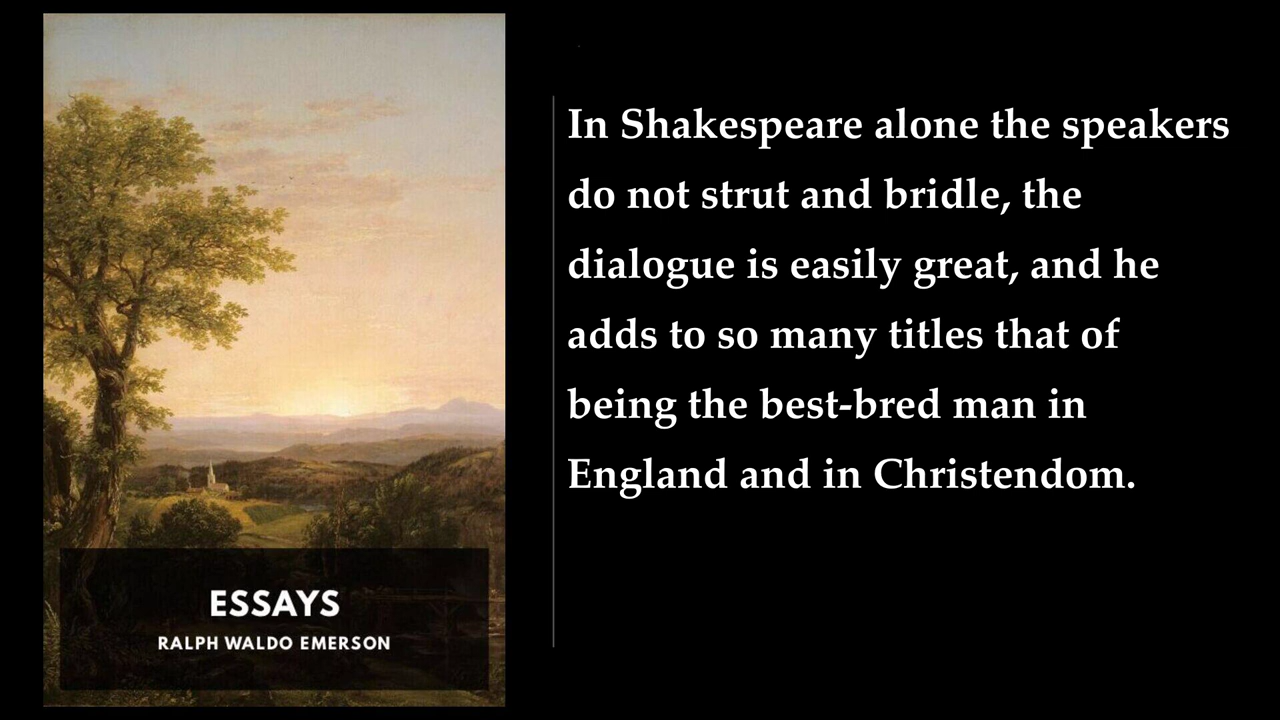 In Shakespeare alone the speakers
do not strut and bridle, the
dialogue is easily great, and he
adds to so many titles that of
being the best-bred man in
England and in Christendom.
ESSAYS
RALPH WALDO EMERSON